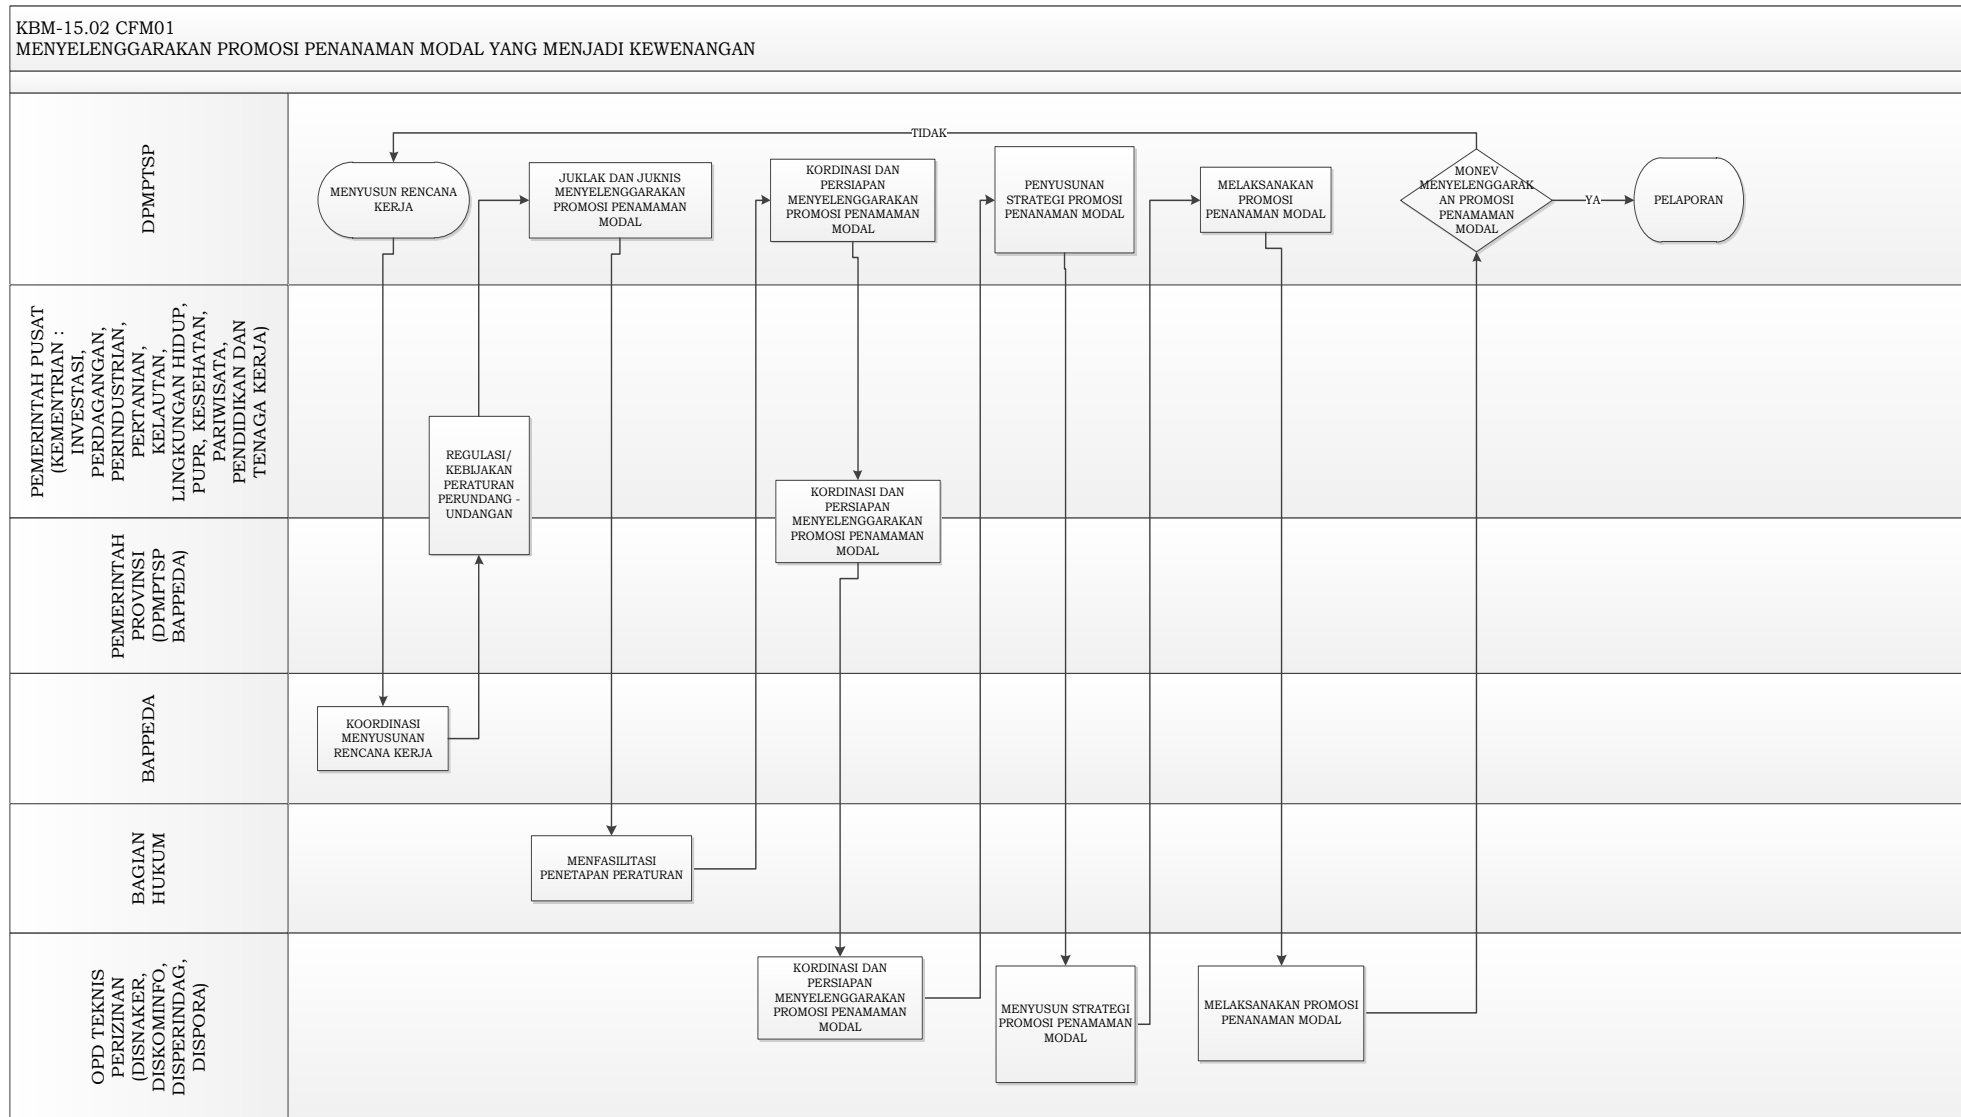 KBM-15.02 CFM01
MENYELENGGARAKAN PROMOSI PENANAMAN MODAL YANG MENJADI KEWENANGAN
DPMPTSP
TIDAK
MENYUSUN RENCANA
KERJA
JUKLAK DAN JUKNIS
MENYELENGGARAKAN
PROMOSI PENAMAMAN
MODAL
KORDINASI DAN
PERSIAPAN
MENYELENGGARAKAN
PROMOSI PENAMAMAN
MODAL
PENYUSUNAN
STRATEGI PROMOSI
PENANAMAN MODAL
MELAKSANAKAN
PROMOSI
PENANAMAN MODAL
MONEV
MENYELENGGARAK
AN PROMOSI
PENAMAMAN
MODAL
YA
PELAPORAN
PEMERINTAH PUSAT
(KEMENTRIAN :
INVESTASI,
PERDAGANGAN,
PERINDUSTRIAN,
PERTANIAN,
KELAUTAN,
LINGKUNGAN HIDUP,
PUPR, KESEHATAN,
PARIWISATA,
PENDIDIKAN DAN
TENAGA KERJA)
REGULASI/
KEBIJAKAN
PERATURAN
PERUNDANG -
UNDANGAN
KORDINASI DAN
PERSIAPAN
MENYELENGGARAKAN
PROMOSI PENAMAMAN
MODAL
PEMERINTAH
PROVINSI
(DPMPTSP
BAPPEDA)
BAPPEDA
KOORDINASI
MENYUSUNAN
RENCANA KERJA
BAGIAN
HUKUM
MENFASILITASI
PENETAPAN PERATURAN
OPD TEKNIS
PERIZINAN
(DISNAKER,
DISKOMINFO,
DISPERINDAG,
DISPORA)
KORDINASI DAN
PERSIAPAN
MENYELENGGARAKAN
PROMOSI PENAMAMAN
MODAL
MENYUSUN STRATEGI
PROMOSI PENAMAMAN
MODAL
MELAKSANAKAN PROMOSI
PENANAMAN MODAL